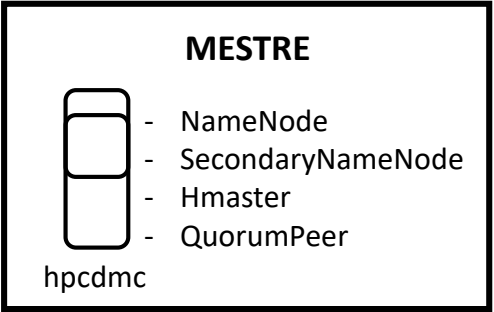 MESTRE
- NameNode
- SecondaryNameNode
- Hmaster
- QuorumPeer
hpcdmc